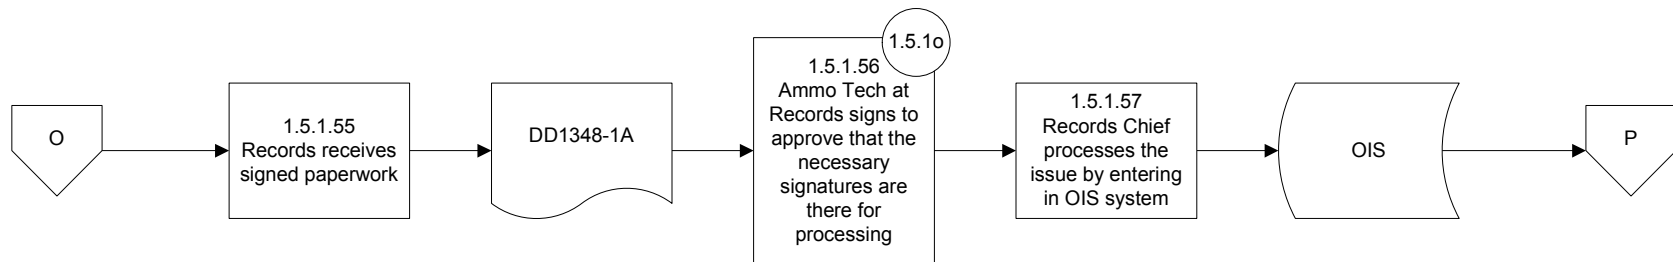 O
1.5.1.55
Records receives
signed paperwork
DD1348-1A
1.5.1o
1.5.1.56
Ammo Tech at
Records signs to
approve that the
necessary
signatures are
there for
processing
1.5.1.57
Records Chief
processes the
issue by entering
in OIS system
OIS
P